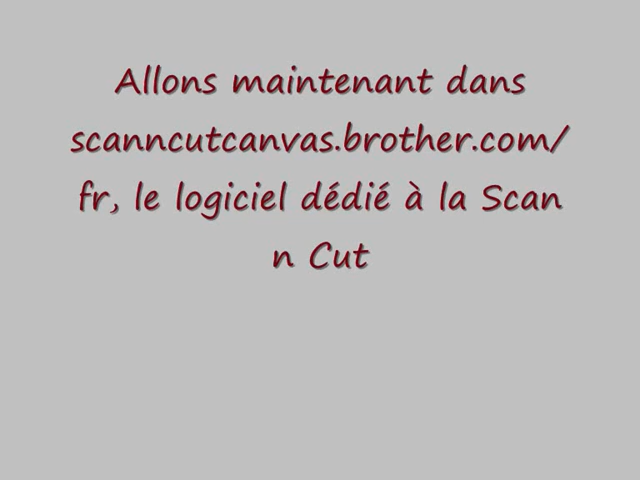 Allons maintenant dans
scanncutcanvas.brother.com/
fr, le logiciel dédié à la Scan
n Cut